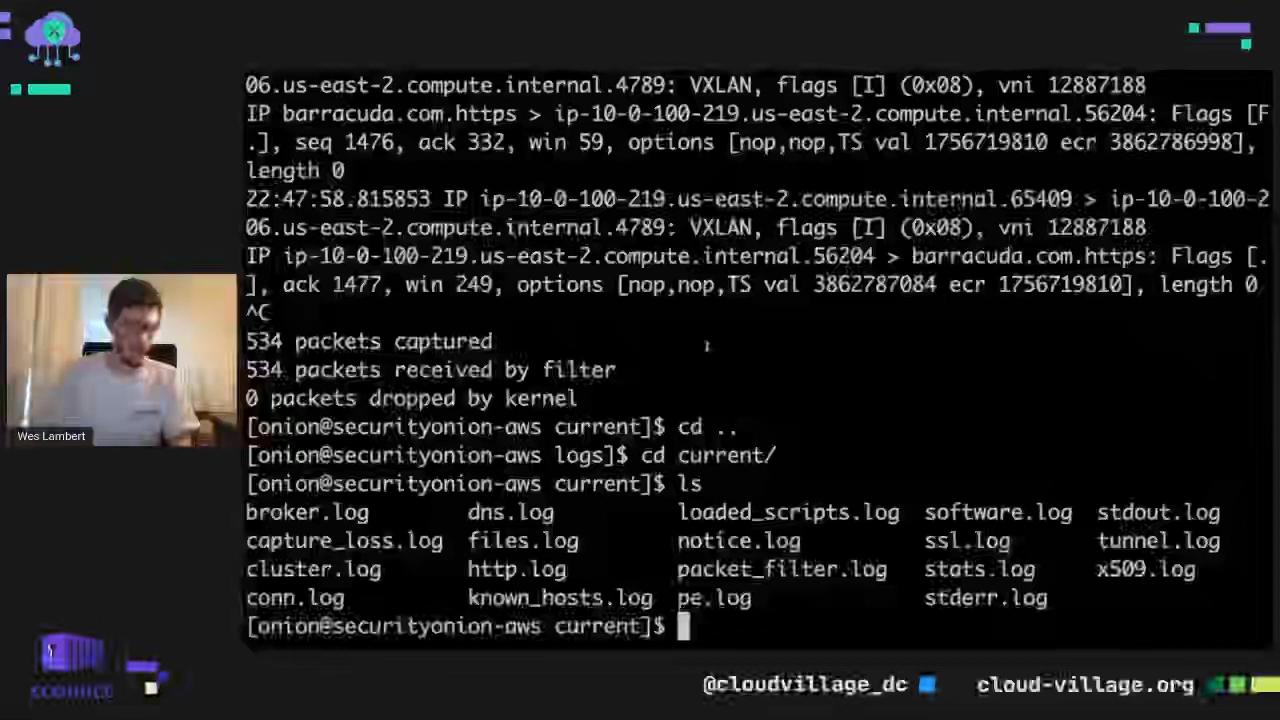 06.us-east-2.compute.internal.4789: VXLAN, flags [I] (0x08), vni 12887188
IP barracuda.com.https > ip-10-0-100-219.us-east-2.compute.internal.56204: Flags [F
.], seq 1476, ack 332, win 59, options [nop,nop,TS val 1756719810 ecr 3862786998],
length 0
22:47:58.815853 IP ip-10-0-100-219.us-east-2.compute.internal.65409 > ip-10-0-100-2
06.us-east-2.compute.internal.4789: VXLAN, flags [I] (0x08), vni 12887188
IP ip-10-0-100-219.us-east-2.compute.internal.56204 > barracuda.com.https: Flags [.
], ack 1477, win 249, options [nop,nop,TS val 3862787084 ecr 1756719810], length 0
^C
534 packets captured
534 packets received by filter
0 packets dropped by kernel
[onion@securityonion-aws current]$ cd ..
[onion@securityonion-aws logs]$ cd current/
[onion@securityonion-aws current]$ ls
broker.log dns.log loaded_scripts.log software.log stdout.log
capture_loss.log files.log notice.log ssl.log tunnel.log
cluster.log http.log packet_filter.log stats.log x509.log
conn.log known_hosts.log pe.log stderr.log
[onion@securityonion-aws current]$
Wes Lambert
@cloudvillage_dc cloud-village.org